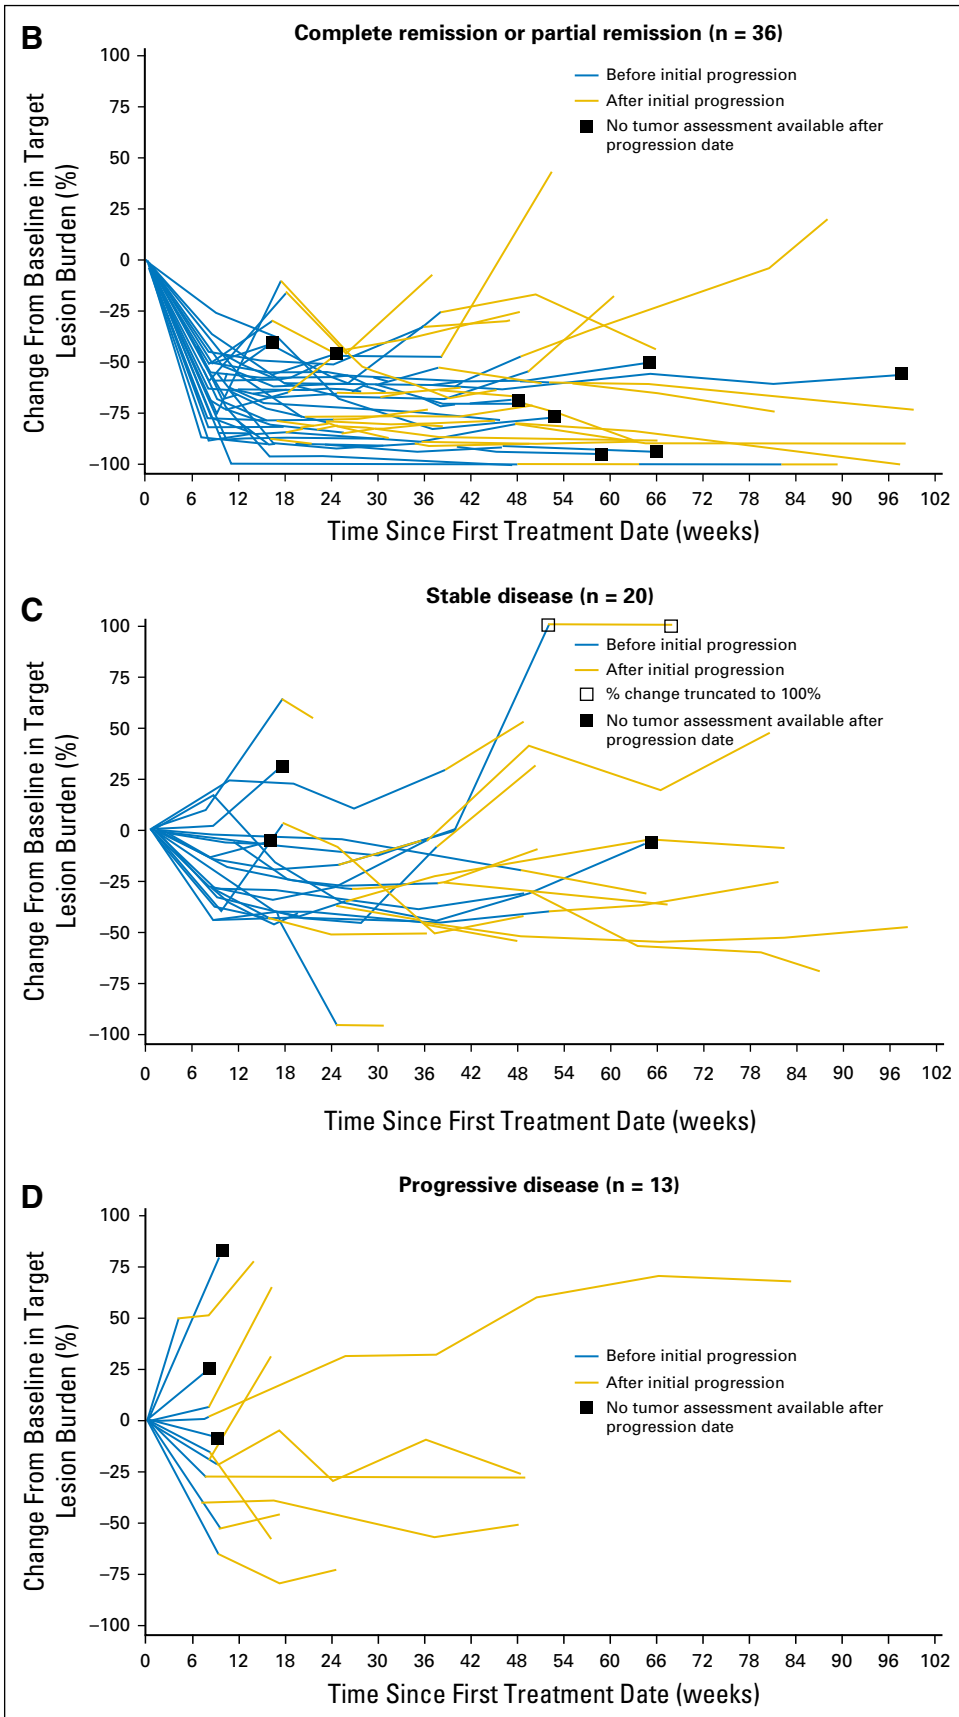 B
Complete remission or partial remission (n = 36)
Change From Baseline in Target
Lesion Burden (%)
100
75
50
25
0
–25
–50
–75
–100
Before initial progression
After initial progression
No tumor assessment available after
progression date
0 6 12 18 24 30 36 42 48 54 60 66 72 78 84 90 96 102
Time Since First Treatment Date (weeks)
C
Stable disease (n = 20)
Change From Baseline in Target
Lesion Burden (%)
100
75
50
25
0
–25
–50
–75
–100
Before initial progression
After initial progression
% change truncated to 100%
No tumor assessment available after
progression date
0 6 12 18 24 30 36 42 48 54 60 66 72 78 84 90 96 102
Time Since First Treatment Date (weeks)
D
Progressive disease (n = 13)
Change From Baseline in Target
Lesion Burden (%)
100
75
50
25
0
–25
–50
–75
–100
Before initial progression
After initial progression
No tumor assessment available after
progression date
0 6 12 18 24 30 36 42 48 54 60 66 72 78 84 90 96 102
Time Since First Treatment Date (weeks)